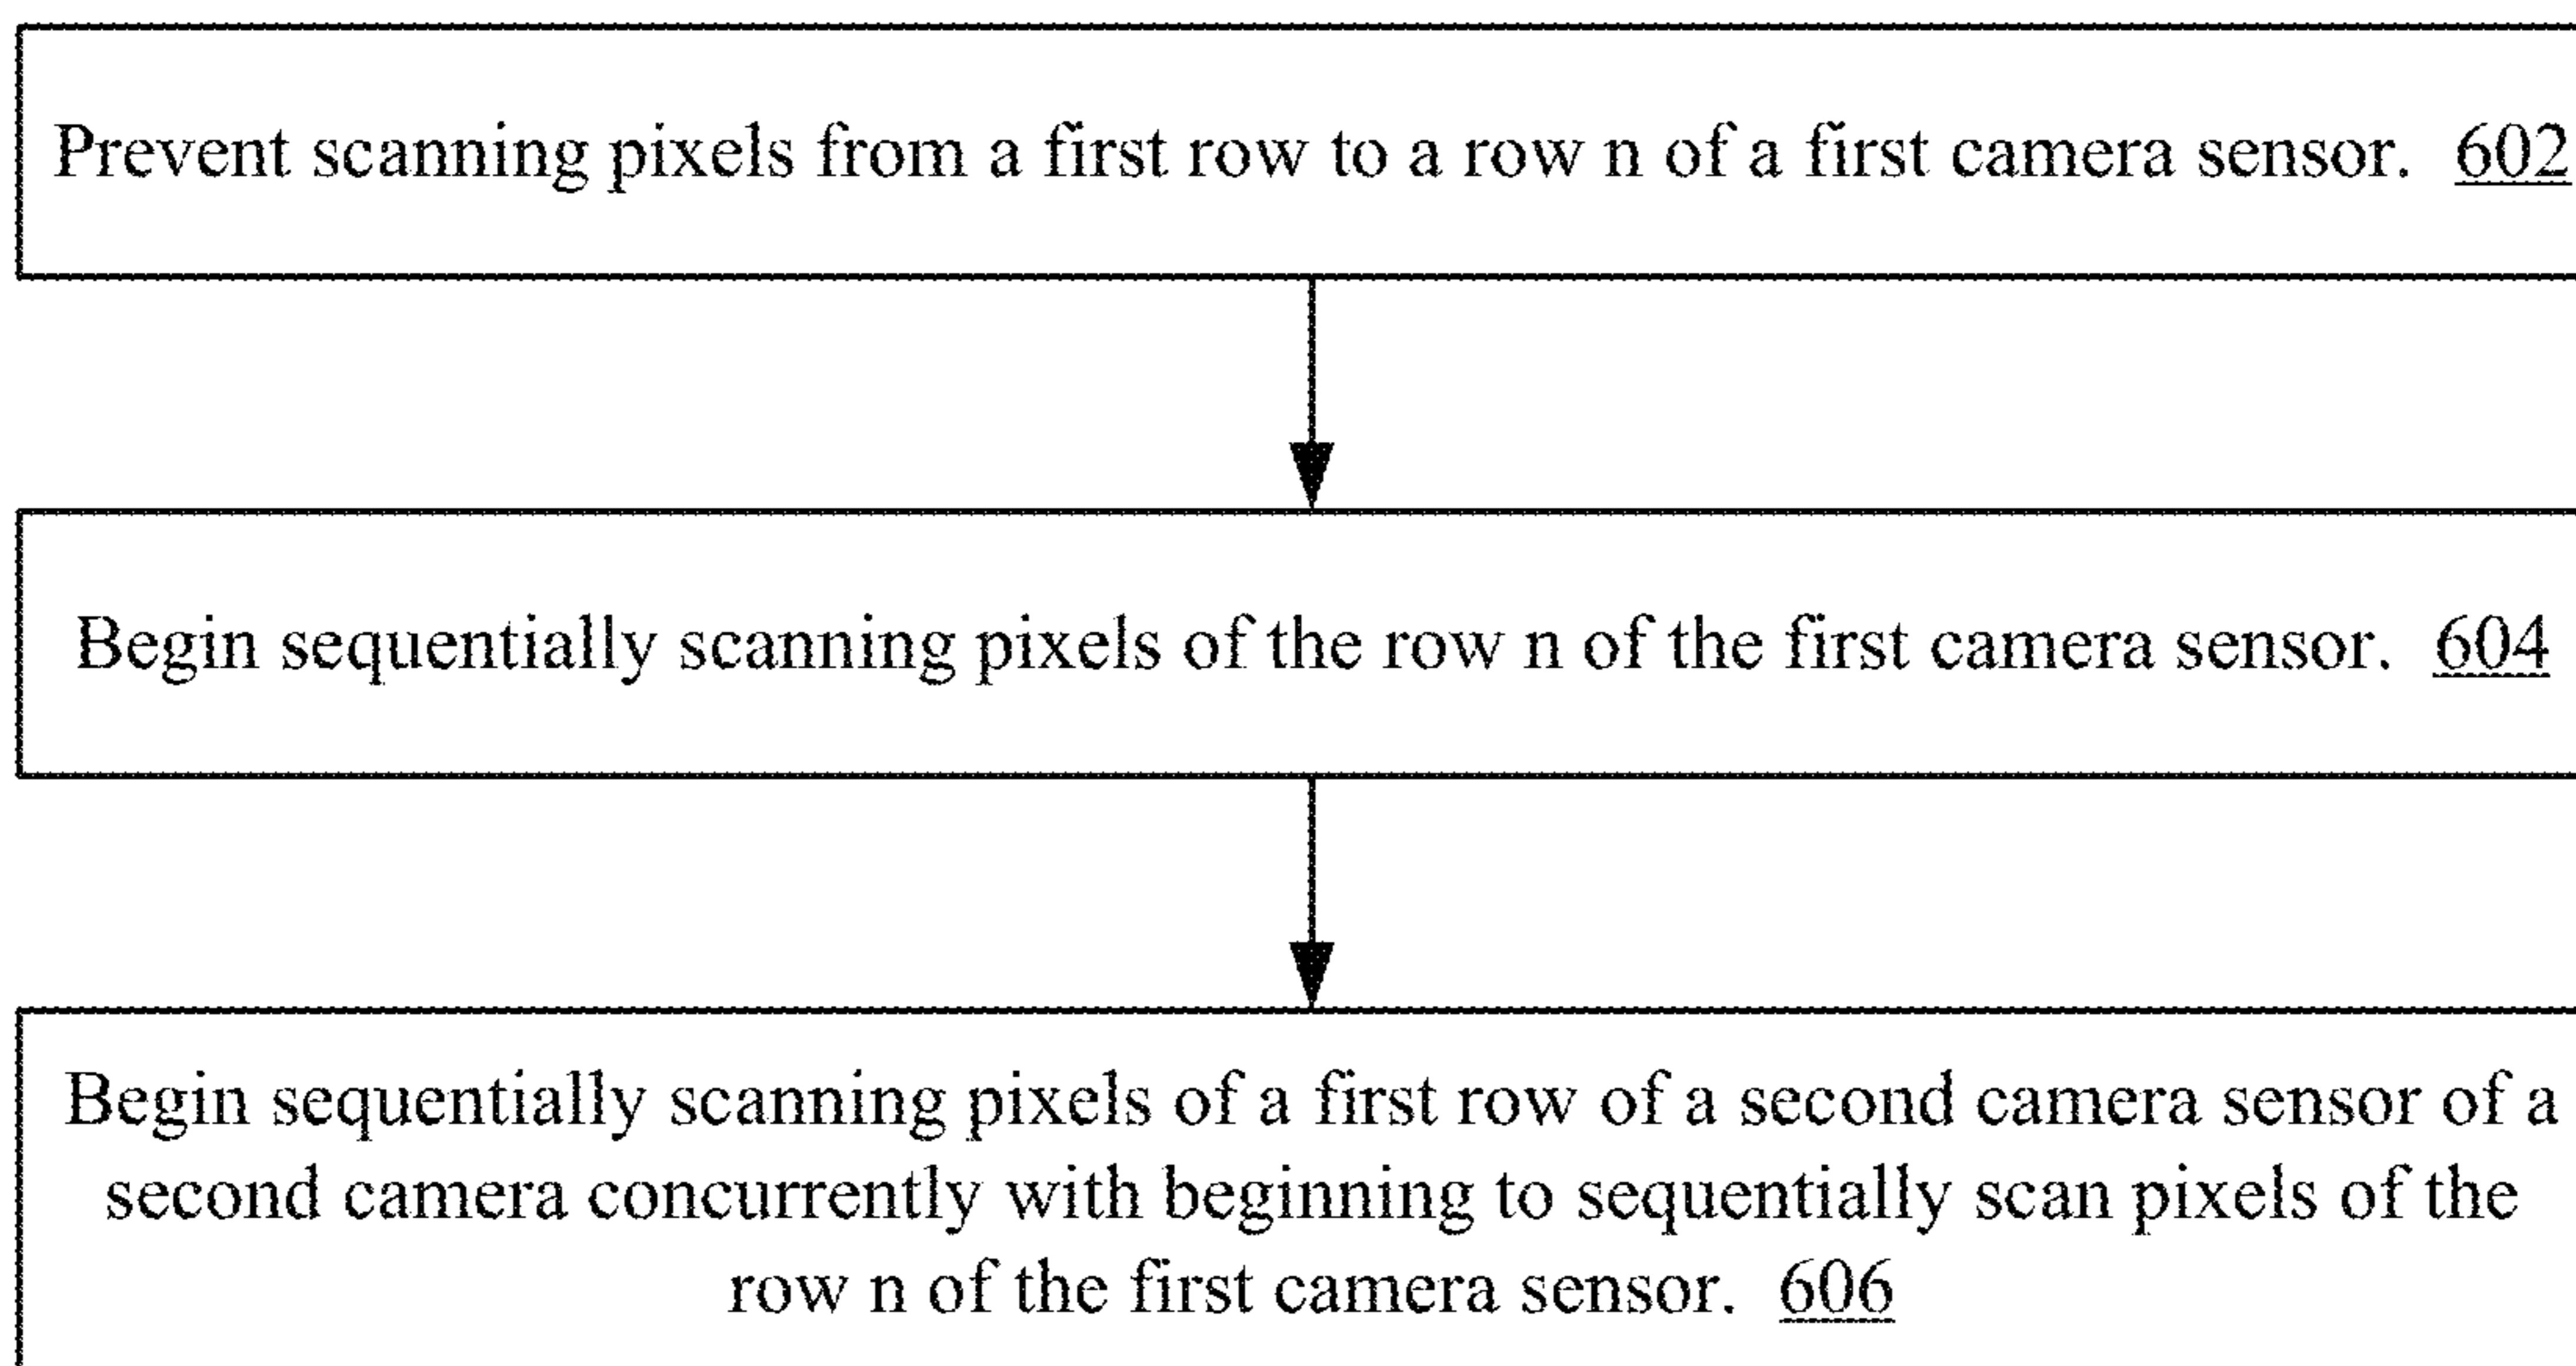 Prevent scanning pixels from a first row to a row n of a first camera sensor. 602
Begin sequentially scanning pixels of the row n of the first camera sensor. 604
Begin sequentially scanning pixels of a first row of a second camera sensor of a
second camera concurrently with beginning to sequentially scan pixels of the
row n of the first camera sensor. 606